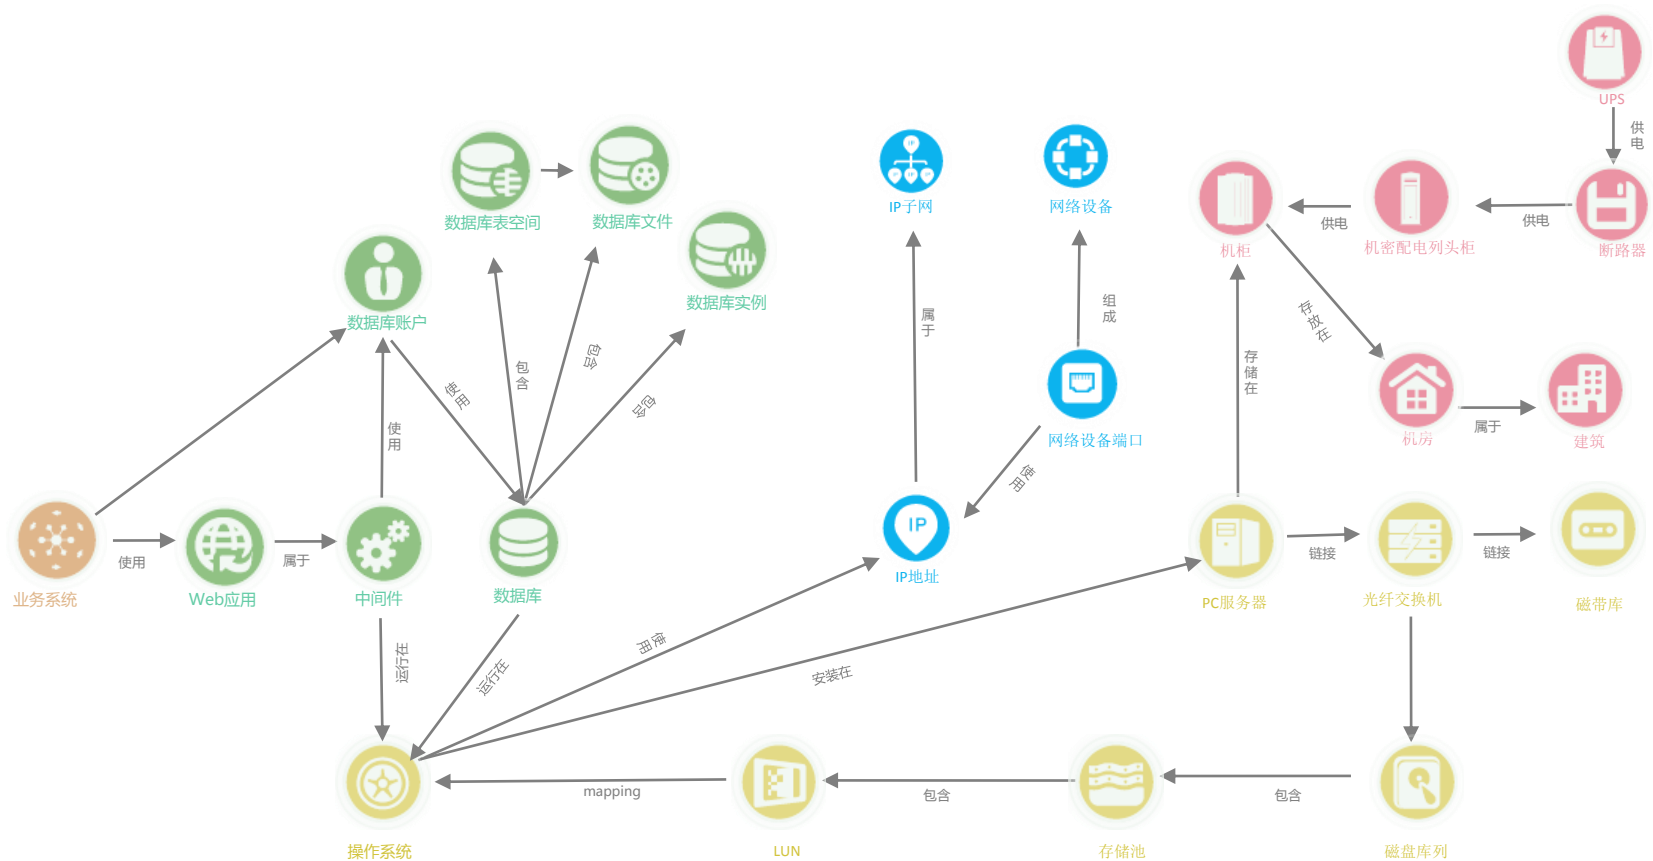 UPS
供电
IP子网
网络设备
数据库表空间
数据库文件
机柜
供电
机密配电列头柜
供电
断路器
数据库实例
数据库账户
属于
组成
存放在
使用
包含
包含
包含
存储在
使用
网络设备端口
机房
属于
建筑
使用
IP
业务系统
使用
Web应用
属于
中间件
数据库
IP地址
PC服务器
链接
光纤交换机
链接
磁带库
运行在
运行在
使用
安装在
mapping
包含
包含
操作系统
LUN
存储池
磁盘库列